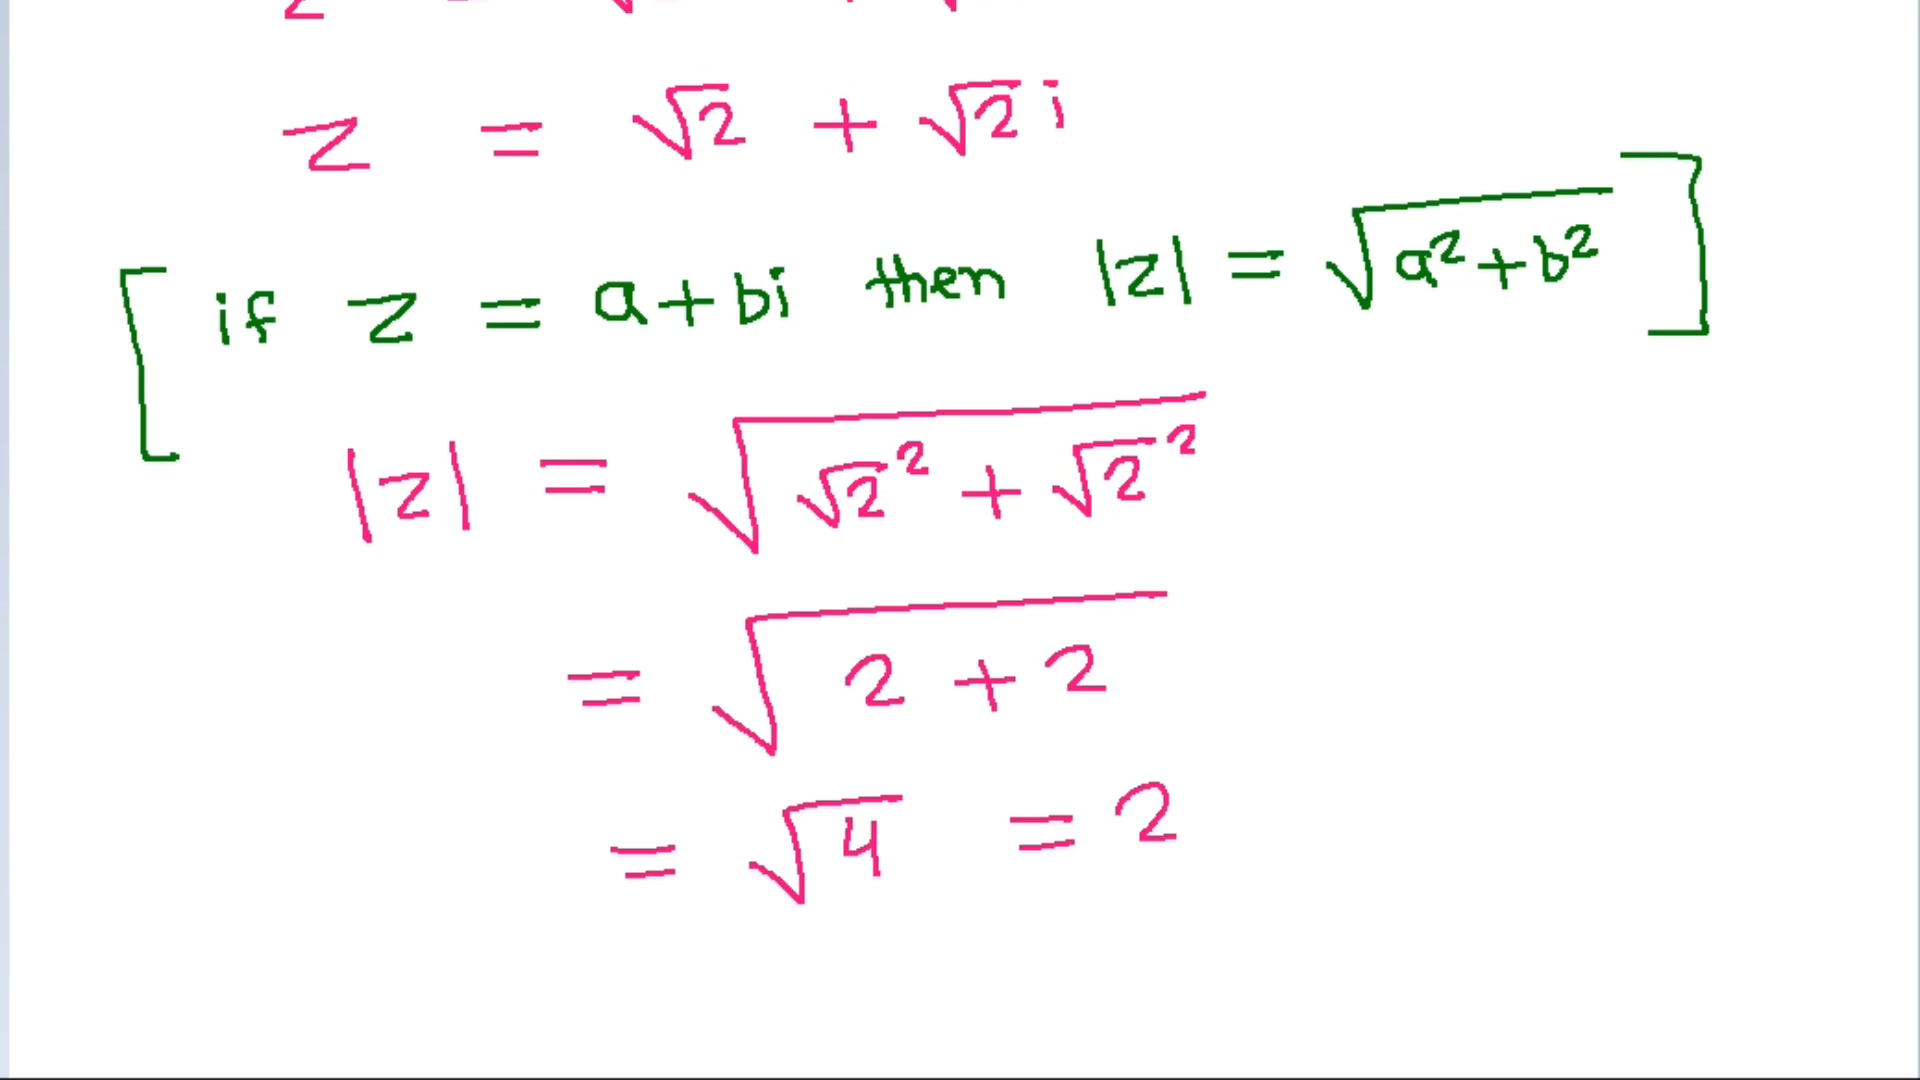 z = √2 + √2 i
[ if z = a+bi then |z| = √(a²+b²) ]
|z| = √(√2² + √2²)
= √(2 + 2)
= √4 = 2